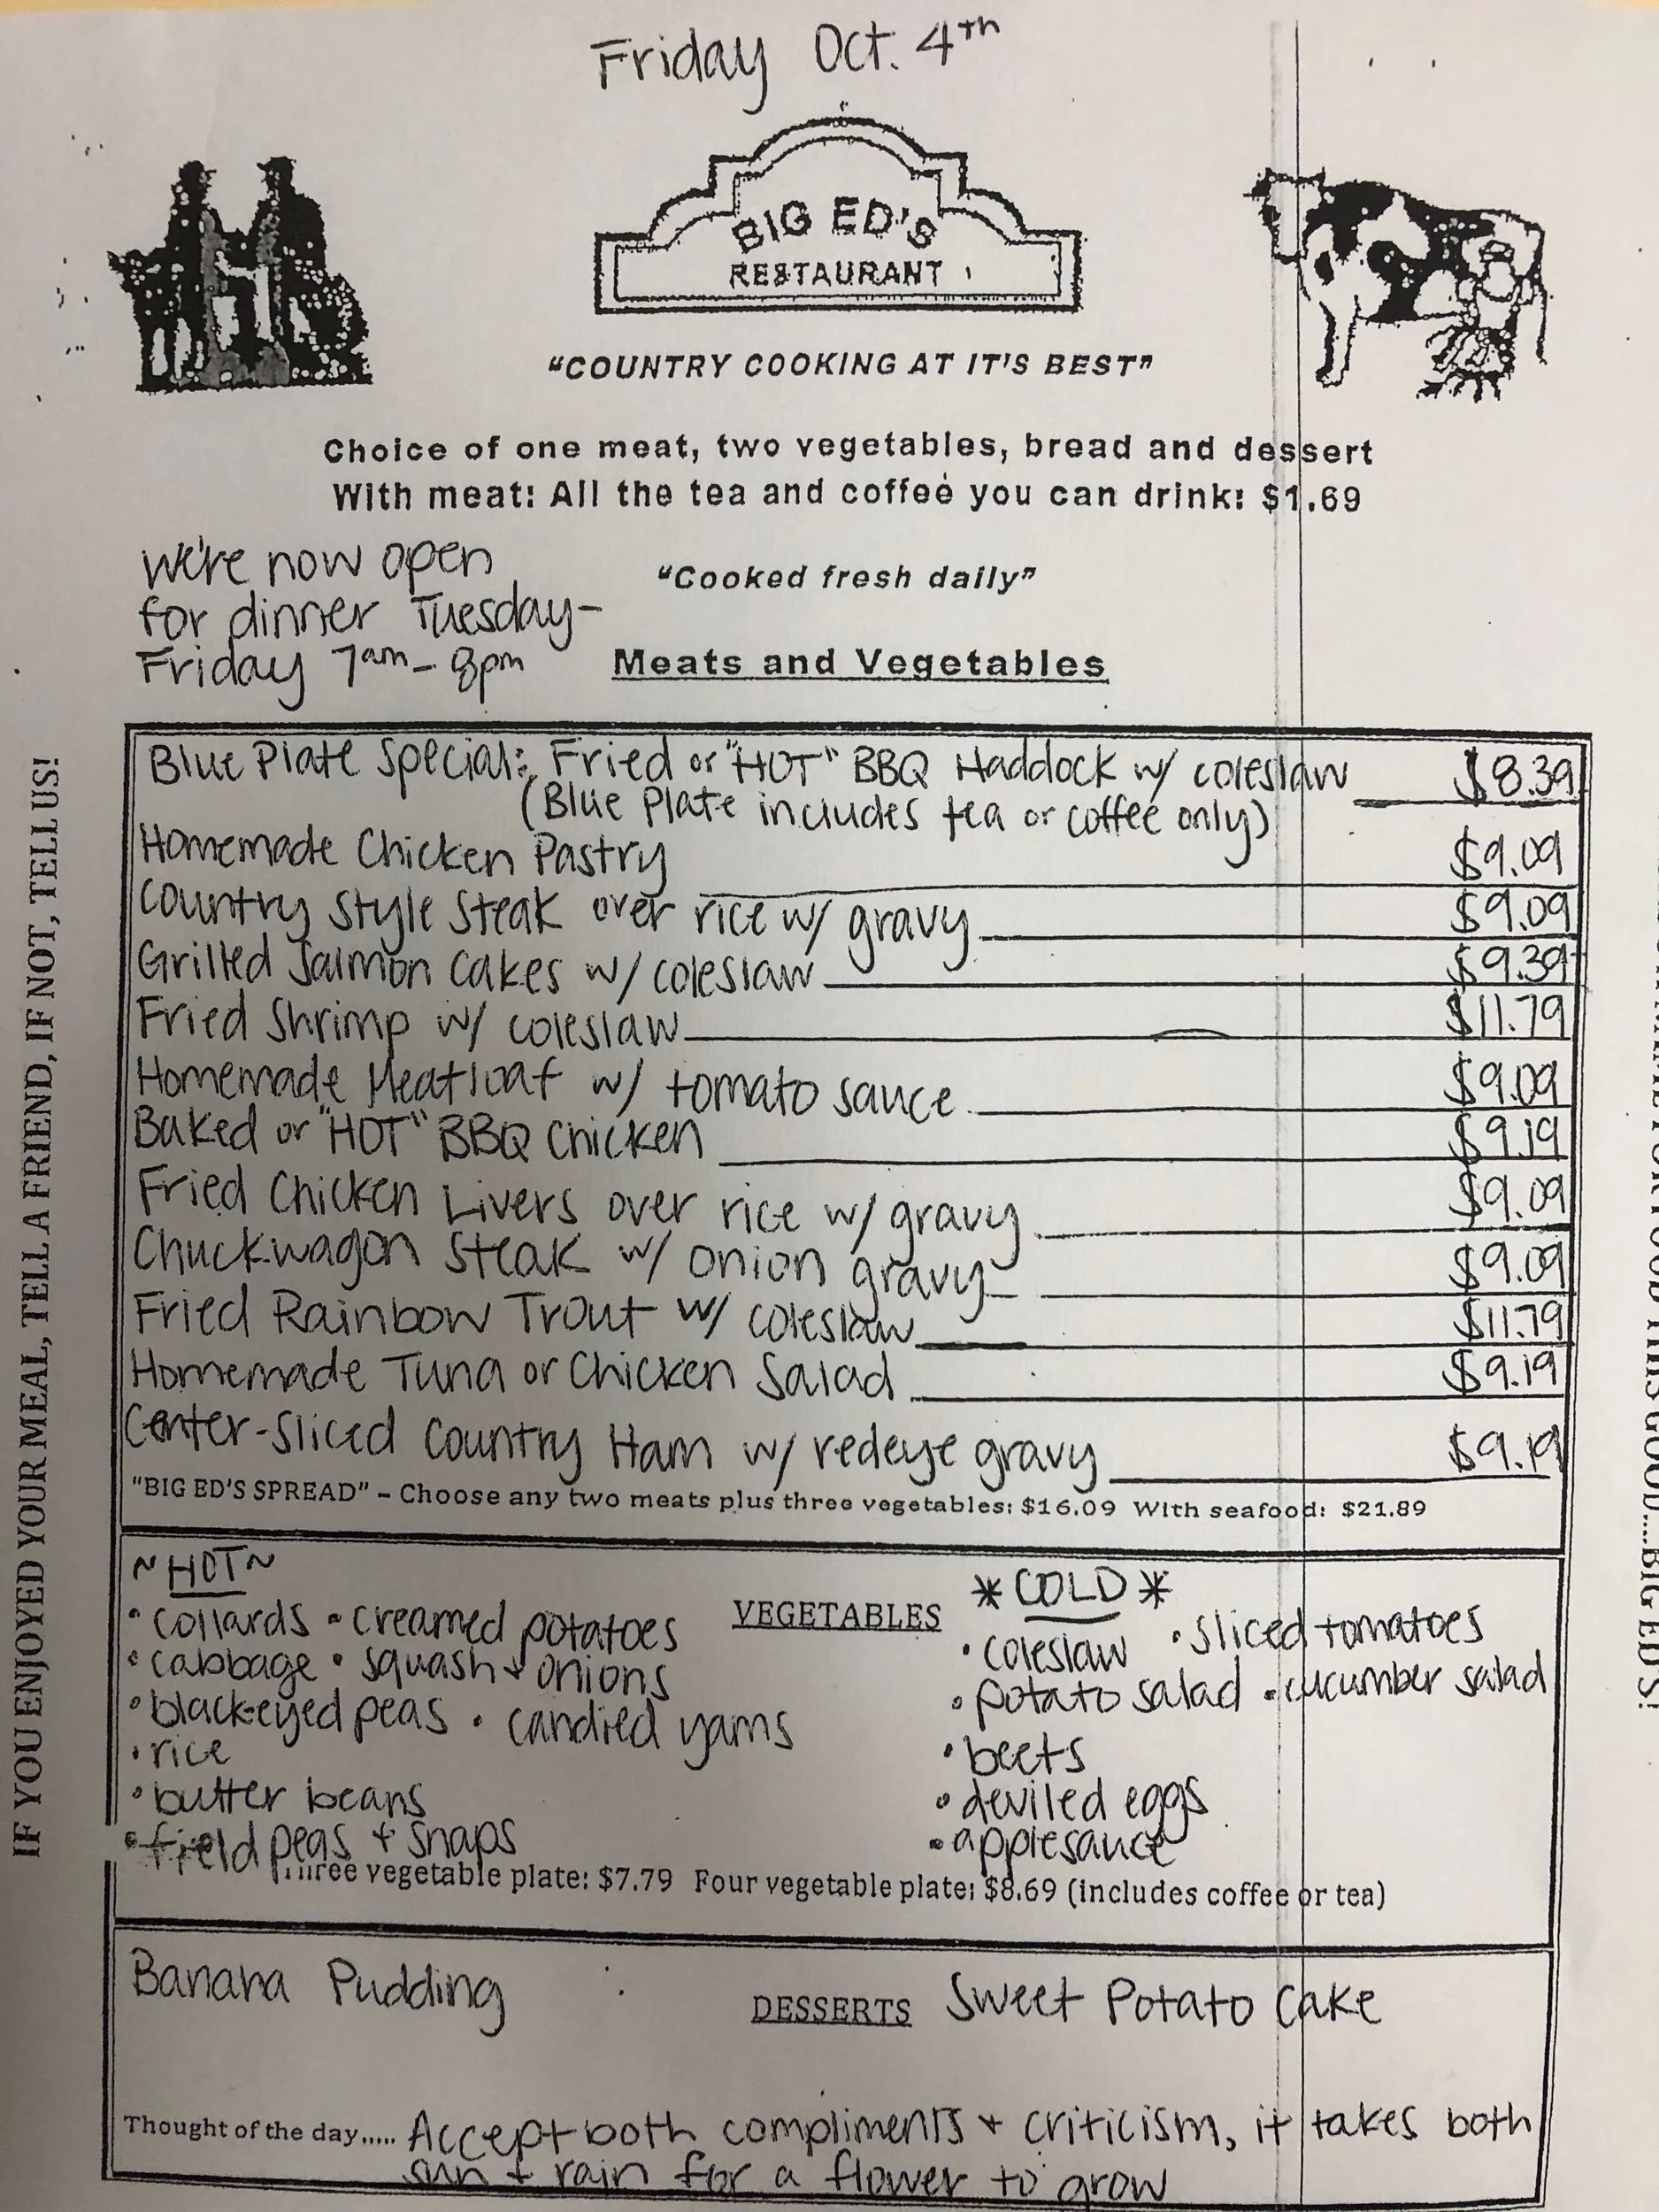 Friday Oct. 4th
BIG ED'S
RESTAURANT
"COUNTRY COOKING AT IT'S BEST"
Choice of one meat, two vegetables, bread and dessert
With meat: All the tea and coffee you can drink: $1.69
We're now open
for dinner Tuesday-
Friday 7am - 8pm
"Cooked fresh daily"
Meats and Vegetables
Blue Plate Special: Fried or "HOT" BBQ Haddock w/ coleslaw $8.39
(Blue Plate includes tea or coffee only)
Homemade Chicken Pastry $9.09
Country Style Steak over rice w/ gravy $9.09
Grilled Salmon Cakes w/ coleslaw $9.39
Fried Shrimp w/ coleslaw $11.79
Homemade Meatloaf w/ tomato sauce $9.09
Baked or "HOT" BBQ Chicken $9.19
Fried Chicken Livers over rice w/ gravy $9.09
Chuckwagon Steak w/ onion gravy $9.09
Fried Rainbow Trout w/ coleslaw $11.79
Homemade Tuna or Chicken Salad $9.19
Center-Sliced Country Ham w/ redeye gravy $9.19
"BIG ED'S SPREAD" – Choose any two meats plus three vegetables: $16.09 With seafood: $21.89
VEGETABLES
~HOT~
• collards • creamed potatoes
• cabbage • squash + onions
• black-eyed peas • candied yams
• rice
• butter beans
• field peas + snaps
* COLD *
• coleslaw • sliced tomatoes
• potato salad • cucumber salad
• beets
• deviled eggs
• applesauce
Three vegetable plate: $7.79 Four vegetable plate: $8.69 (includes coffee or tea)
Banana Pudding DESSERTS Sweet Potato Cake
Thought of the day..... Accept both compliments + criticism, it takes both
sun + rain for a flower to grow
IF YOU ENJOYED YOUR MEAL, TELL A FRIEND, IF NOT, TELL US!
THIS GOOD....BIG ED'S!